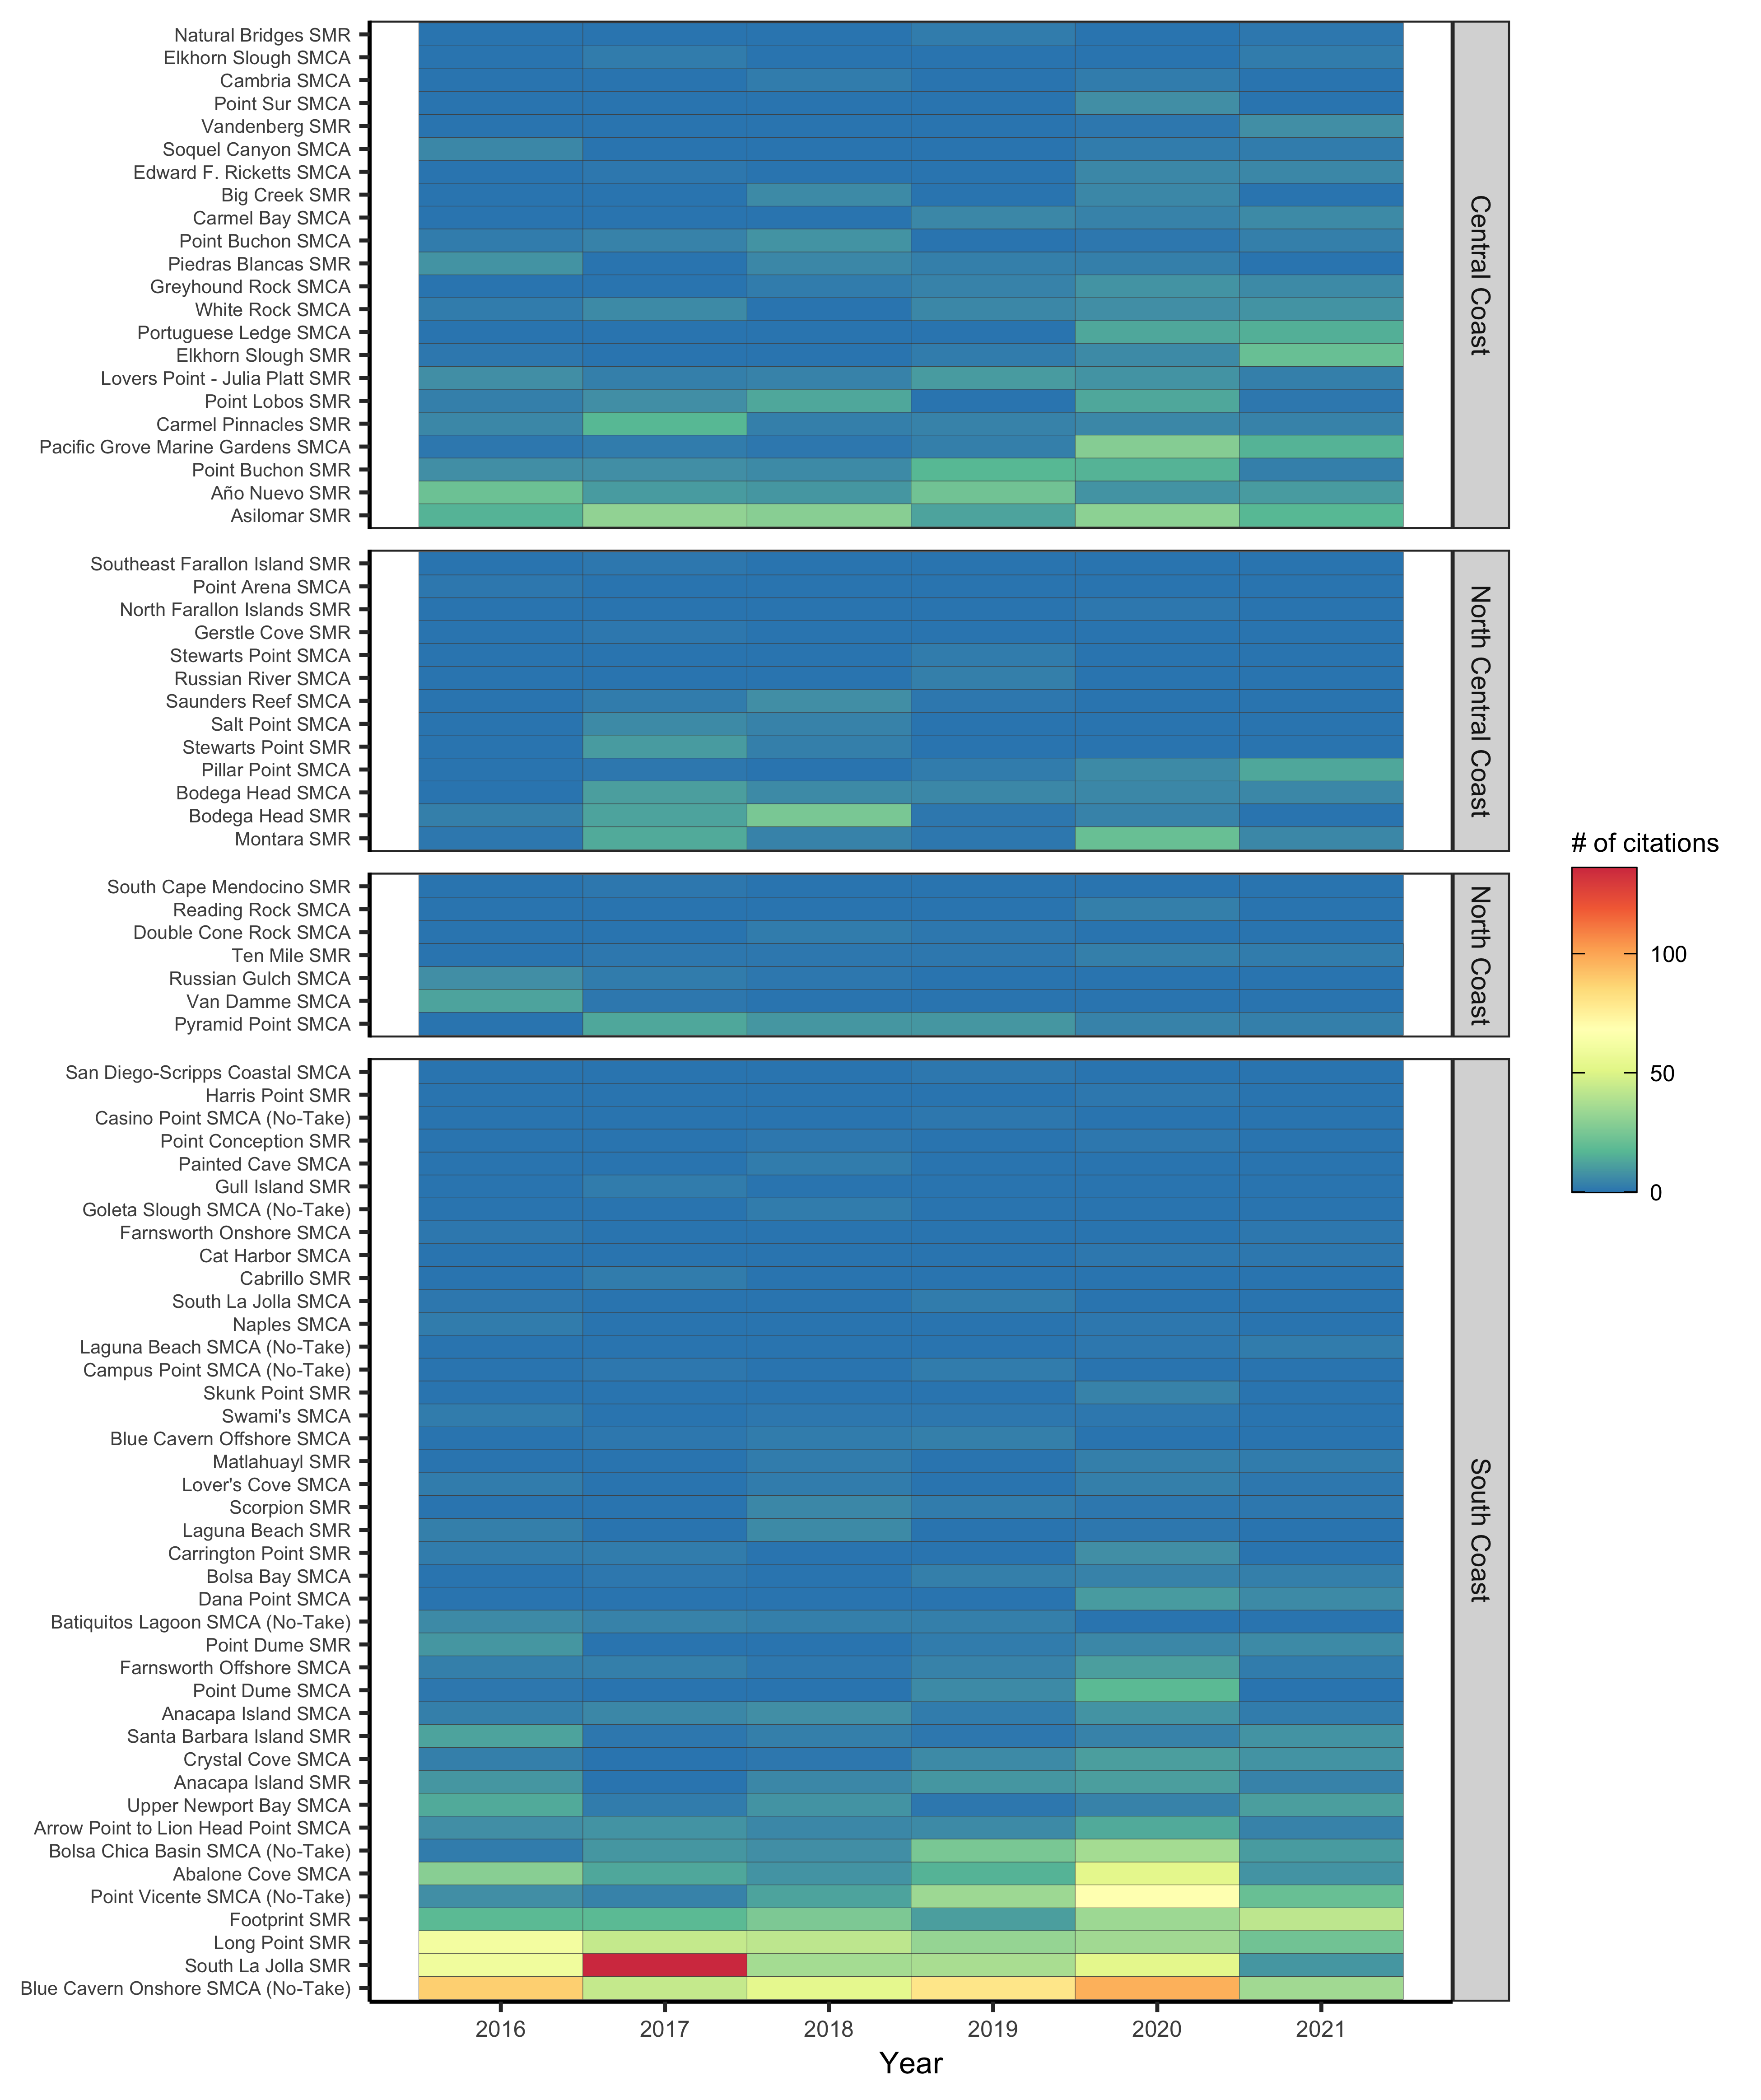 Natural Bridges SMR
Elkhorn Slough SMCA
Cambria SMCA
Point Sur SMCA
Vandenberg SMR
Soquel Canyon SMCA
Edward F. Ricketts SMCA
Big Creek SMR
Carmel Bay SMCA
Point Buchon SMCA
Piedras Blancas SMR
Greyhound Rock SMCA
White Rock SMCA
Portuguese Ledge SMCA
Elkhorn Slough SMR
Lovers Point - Julia Platt SMR
Point Lobos SMR
Carmel Pinnacles SMR
Pacific Grove Marine Gardens SMCA
Point Buchon SMR
Año Nuevo SMR
Asilomar SMR
Central Coast
Southeast Farallon Island SMR
Point Arena SMCA
North Farallon Islands SMR
Gerstle Cove SMR
Stewarts Point SMCA
Russian River SMCA
Saunders Reef SMCA
Salt Point SMCA
Stewarts Point SMR
Pillar Point SMCA
Bodega Head SMCA
Bodega Head SMR
Montara SMR
North Central Coast
South Cape Mendocino SMR
Reading Rock SMCA
Double Cone Rock SMCA
Ten Mile SMR
Russian Gulch SMCA
Van Damme SMCA
Pyramid Point SMCA
North Coast
San Diego-Scripps Coastal SMCA
Harris Point SMR
Casino Point SMCA (No-Take)
Point Conception SMR
Painted Cave SMCA
Gull Island SMR
Goleta Slough SMCA (No-Take)
Farnsworth Onshore SMCA
Cat Harbor SMCA
Cabrillo SMR
South La Jolla SMCA
Naples SMCA
Laguna Beach SMCA (No-Take)
Campus Point SMCA (No-Take)
Skunk Point SMR
Swami's SMCA
Blue Cavern Offshore SMCA
Matlahuayl SMR
Lover's Cove SMCA
Scorpion SMR
Laguna Beach SMR
Carrington Point SMR
Bolsa Bay SMCA
Dana Point SMCA
Batiquitos Lagoon SMCA (No-Take)
Point Dume SMR
Farnsworth Offshore SMCA
Point Dume SMCA
Anacapa Island SMCA
Santa Barbara Island SMR
Crystal Cove SMCA
Anacapa Island SMR
Upper Newport Bay SMCA
Arrow Point to Lion Head Point SMCA
Bolsa Chica Basin SMCA (No-Take)
Abalone Cove SMCA
Point Vicente SMCA (No-Take)
Footprint SMR
Long Point SMR
South La Jolla SMR
Blue Cavern Onshore SMCA (No-Take)
South Coast
2016 2017 2018 2019 2020 2021
Year
# of citations
100
50
0